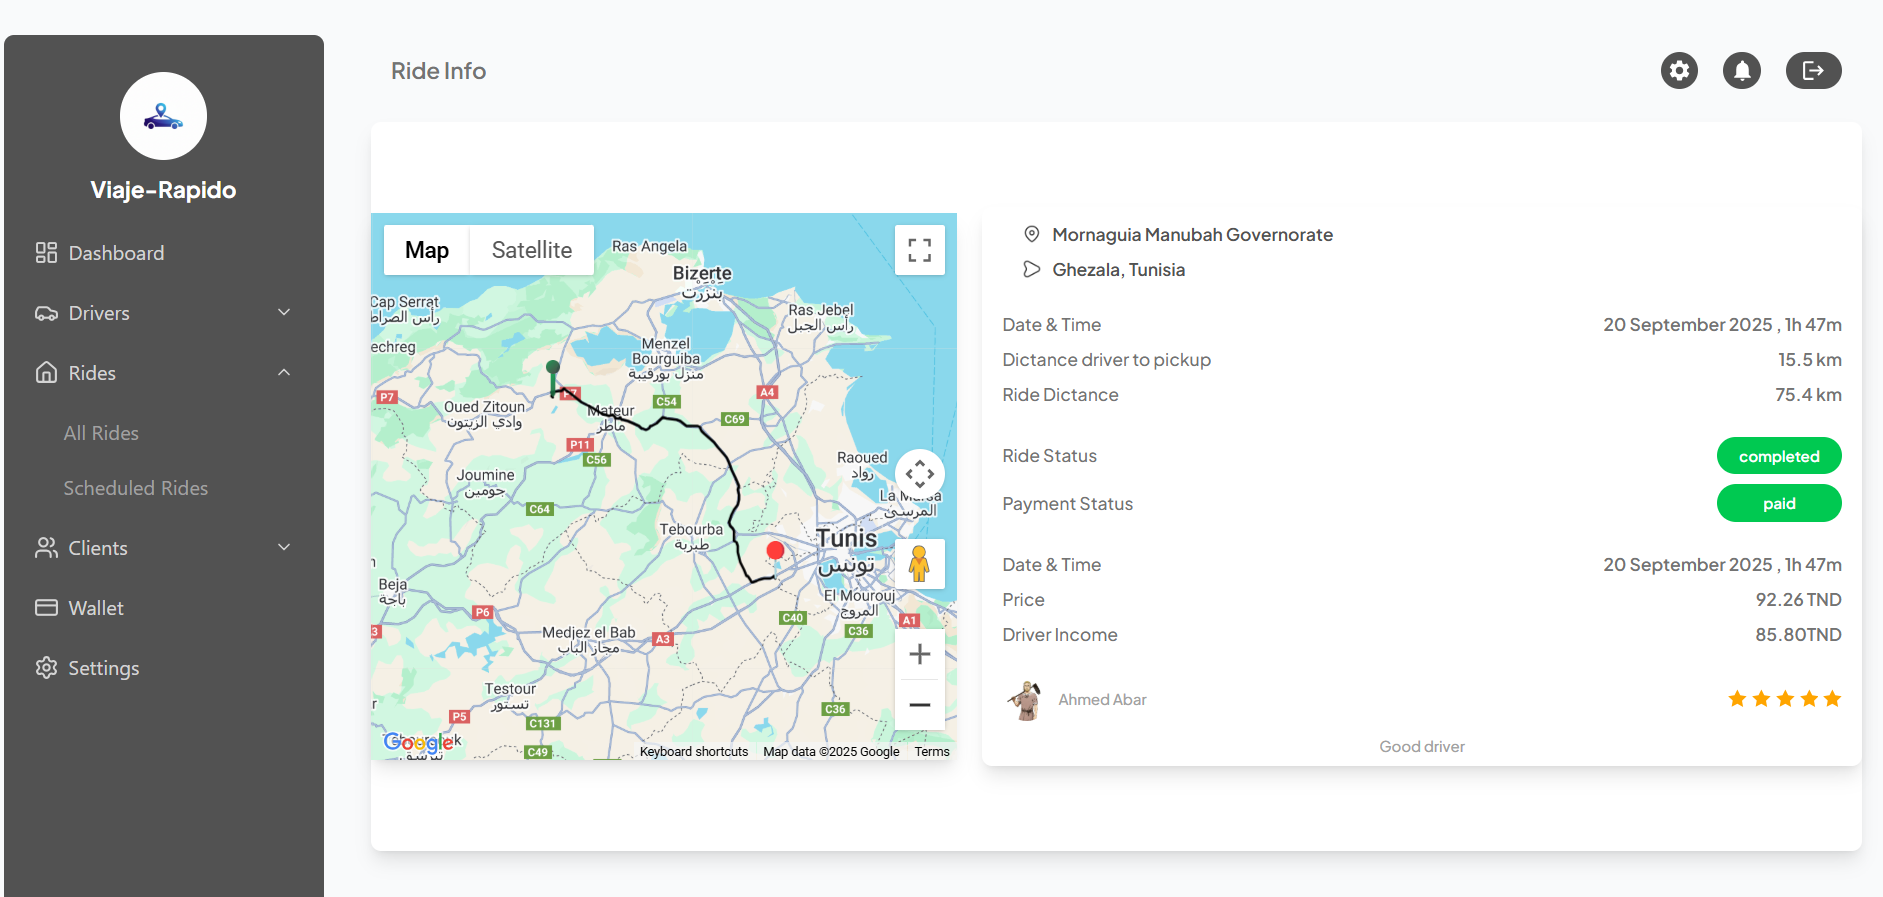 Viaje-Rapido
Dashboard
Drivers
Rides
All Rides
Scheduled Rides
Clients
Wallet
Settings
Ride Info
Map
Satellite
Ras Angela
Bizerte
بنزرت
Cap Serrat
رأس الصراط
echreg
Ras Jebel
رأس الجبل
Menzel
Bourguiba
منزل بورقيبة
P7
P7
A4
Oued Zitoun
وادي الزيتون
Mateur
ماطر
C54
C69
P11
C56
Joumine
جومين
Raoued
رواد
La Marsa
المرسى
C64
Tebourba
طبربة
Tunis
تونس
Beja
باجة
El Mourouj
المروج
P6
C40
A1
3
Medjez el Bab
مجاز الباب
A3
C36
Testour
تستور
C36
P5
C131
Google
C49
Keyboard shortcuts
Map data ©2025 Google
Terms
Mornaguia Manubah Governorate
Ghezala, Tunisia
Date & Time 20 September 2025 , 1h 47m
Dictance driver to pickup 15.5 km
Ride Dictance 75.4 km
Ride Status completed
Payment Status paid
Date & Time 20 September 2025 , 1h 47m
Price 92.26 TND
Driver Income 85.80TND
Ahmed Abar
Good driver